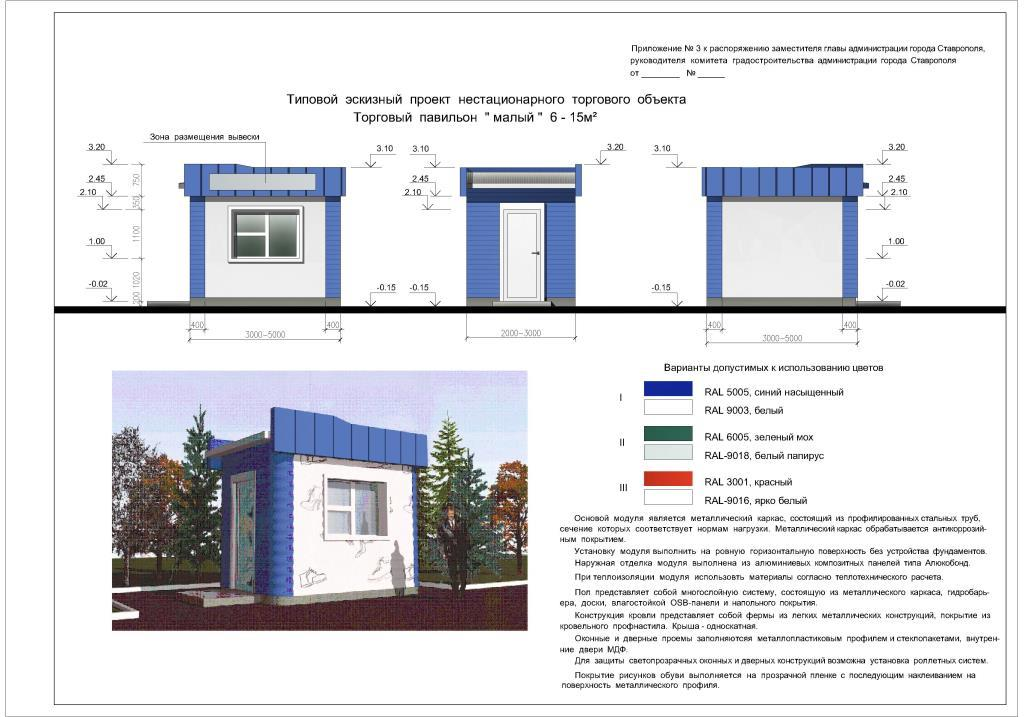 Приложение № 3 к распоряжению заместителя главы администрации города Ставрополя,
руководителя комитета градостроительства администрации города Ставрополя
от ________ № ______
Типовой эскизный проект нестационарного торгового объекта
Торговый павильон " малый " 6 - 15м²
Зона размещения вывески
3.20
2.45
2.10
1.00
-0.02
750
350
1100
1020
200
3.10
-0.15
400
400
3000-5000
3.10
2.45
2.10
-0.15
3.20
2000-3000
3.10
-0.15
3.20
2.45
2.10
1.00
-0.02
400
400
3000-5000
Варианты допустимых к использованию цветов
I
RAL 5005, синий насыщенный
RAL 9003, белый
II
RAL 6005, зеленый мох
RAL-9018, белый папирус
III
RAL 3001, красный
RAL-9016, ярко белый
Основой модуля является металлический каркас, состоящий из профилированных стальных труб,
сечение которых соответствует нормам нагрузки. Металлический каркас обрабатывается антикоррозий-
ным покрытием.
Установку модуля выполнить на ровную горизонтальную поверхность без устройства фундаментов.
Наружная отделка модуля выполнена из алюминиевых композитных панелей типа Алюкобонд.
При теплоизоляции модуля использовть материалы согласно теплотехнического расчета.
Пол представляет собой многослойную систему, состоящую из металлического каркаса, гидробарь-
ера, доски, влагостойкой OSB-панели и напольного покрытия.
Конструкция кровли представляет собой фермы из легких металлических конструкций, покрытие из
кровельного профнастила. Крыша - односкатная.
Оконные и дверные проемы заполняются металлопластиковым профилем и стеклопакетами, внутрен-
ние двери МДФ.
Для защиты светопрозрачных оконных и дверных конструкций возможна установка роллетных систем.
Покрытие рисунков обуви выполняется на прозрачной пленке с последующим наклеиванием на
поверхность металлического профиля.